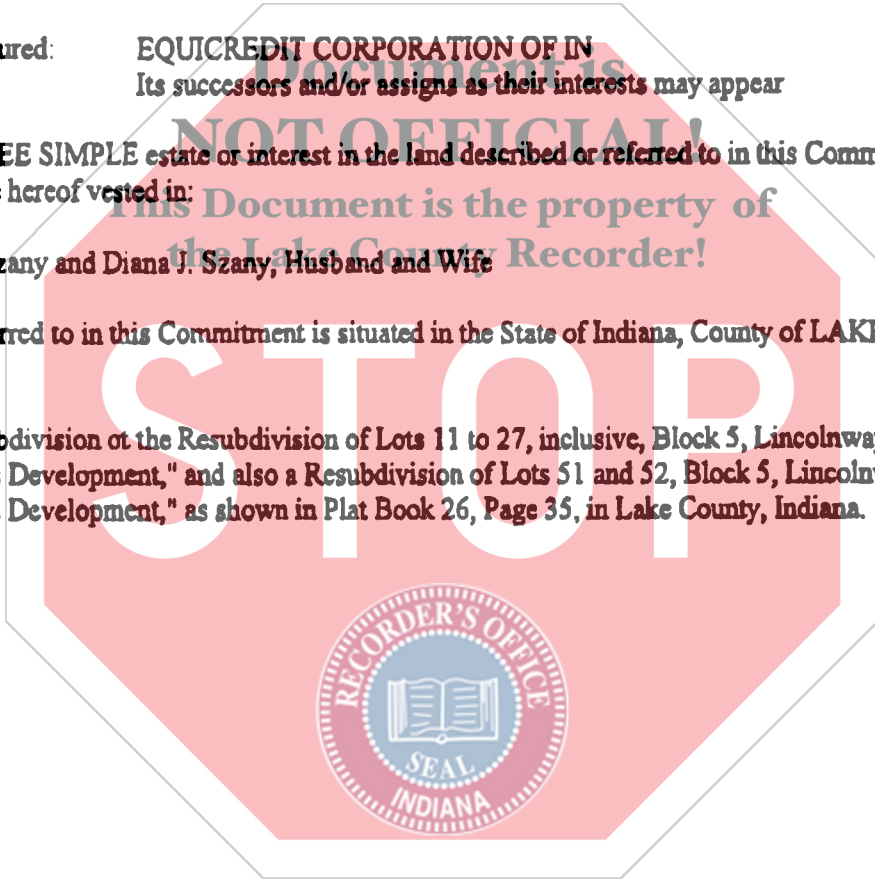 ured: EQUICREDIT CORPORATION OF IN
Its successors and/or assigns as their interests may appear
EE SIMPLE estate or interest in the land described or referred to in this Comm
hereof vested in:
zany and Diana J. Szany, Husband and Wife
rred to in this Commitment is situated in the State of Indiana, County of LAKE
bdivision ot the Resubdivision of Lots 11 to 27, inclusive, Block 5, Lincolnway
Development," and also a Resubdivision of Lots 51 and 52, Block 5, Lincolnw
Development," as shown in Plat Book 26, Page 35, in Lake County, Indiana.
Document is
NOT OFFICIAL!
This Document is the property of
the Lake County Recorder!
STOP
RECORDER'S OFFICE
SEAL
INDIANA